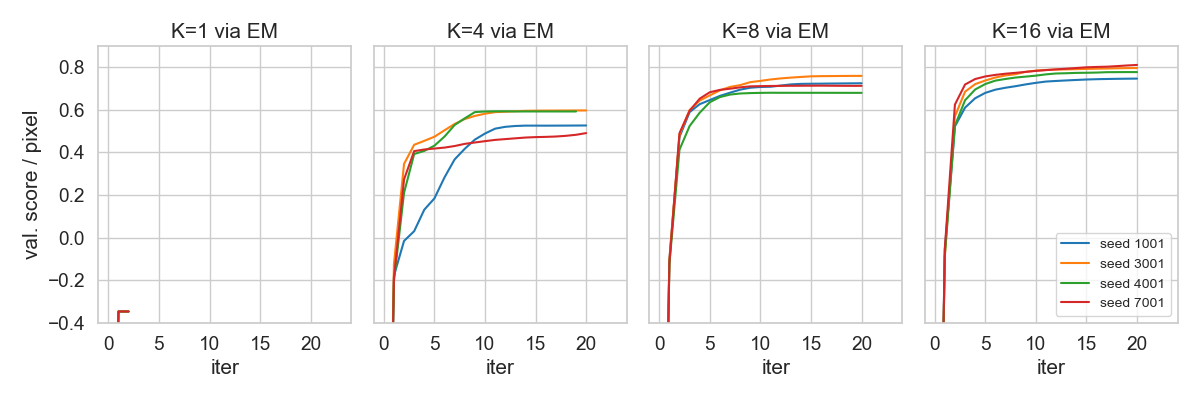 K=1 via EM
K=4 via EM
K=8 via EM
K=16 via EM
val. score / pixel
0.8
0.6
0.4
0.2
0.0
−0.2
−0.4
0 5 10 15 20
0 5 10 15 20
0 5 10 15 20
0 5 10 15 20
iter
iter
iter
iter
seed 1001
seed 3001
seed 4001
seed 7001